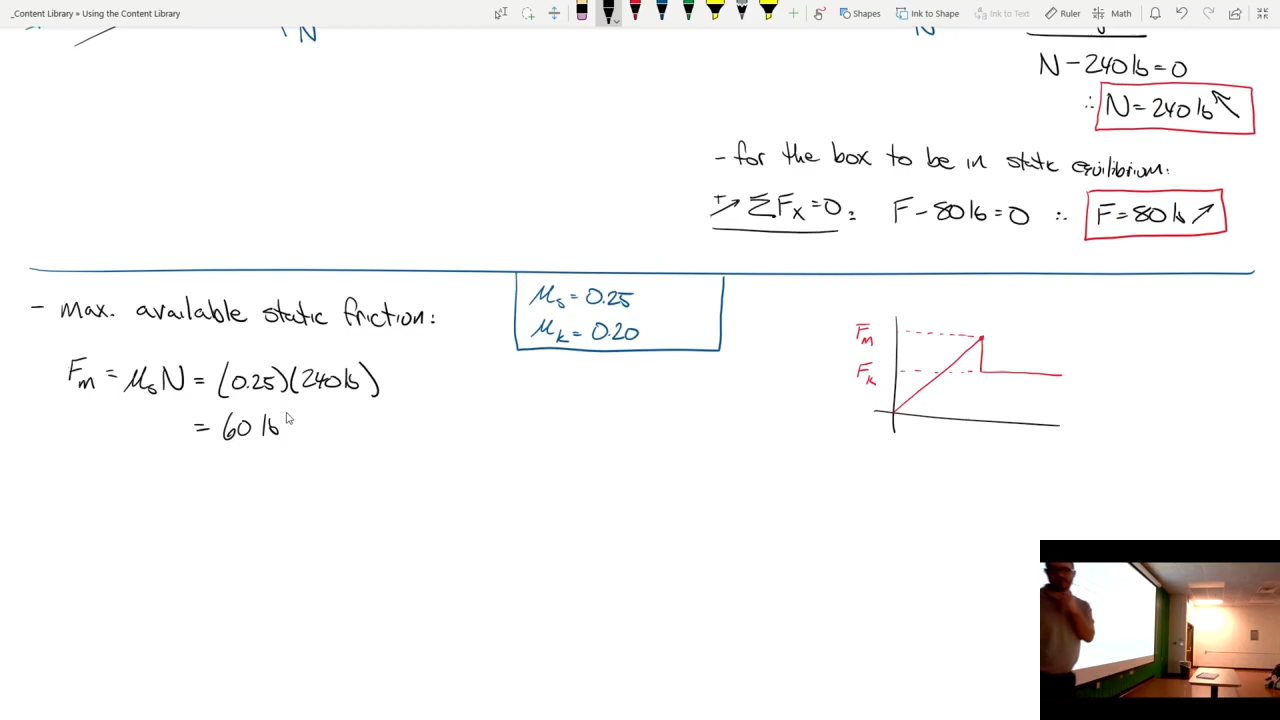 _Content Library » Using the Content Library
Shapes
Ink to Shape
Ink to Text
Ruler
Math
N
N
N - 240 lb = 0
∴ N = 240 lb ↖
- for the box to be in static equilibrium:
+↗ ΣFx = 0: F - 80 lb = 0 ∴ F = 80 lb ↗
- Max. available static friction:
Fm = μsN = (0.25)(240 lb)
= 60 lb
μs = 0.25
μk = 0.20
Fm
Fk